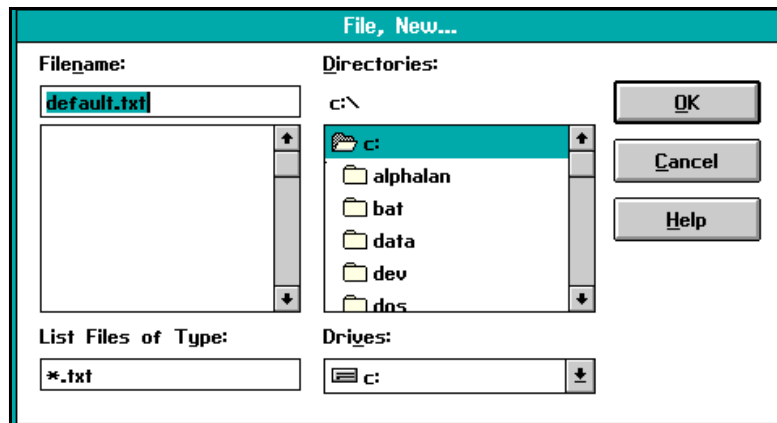 File, New...
Filename:
default.txt
List Files of Type:
*.txt
Directories:
c:\
c:
alphalan
bat
data
dev
dos
Drives:
c:
OK
Cancel
Help